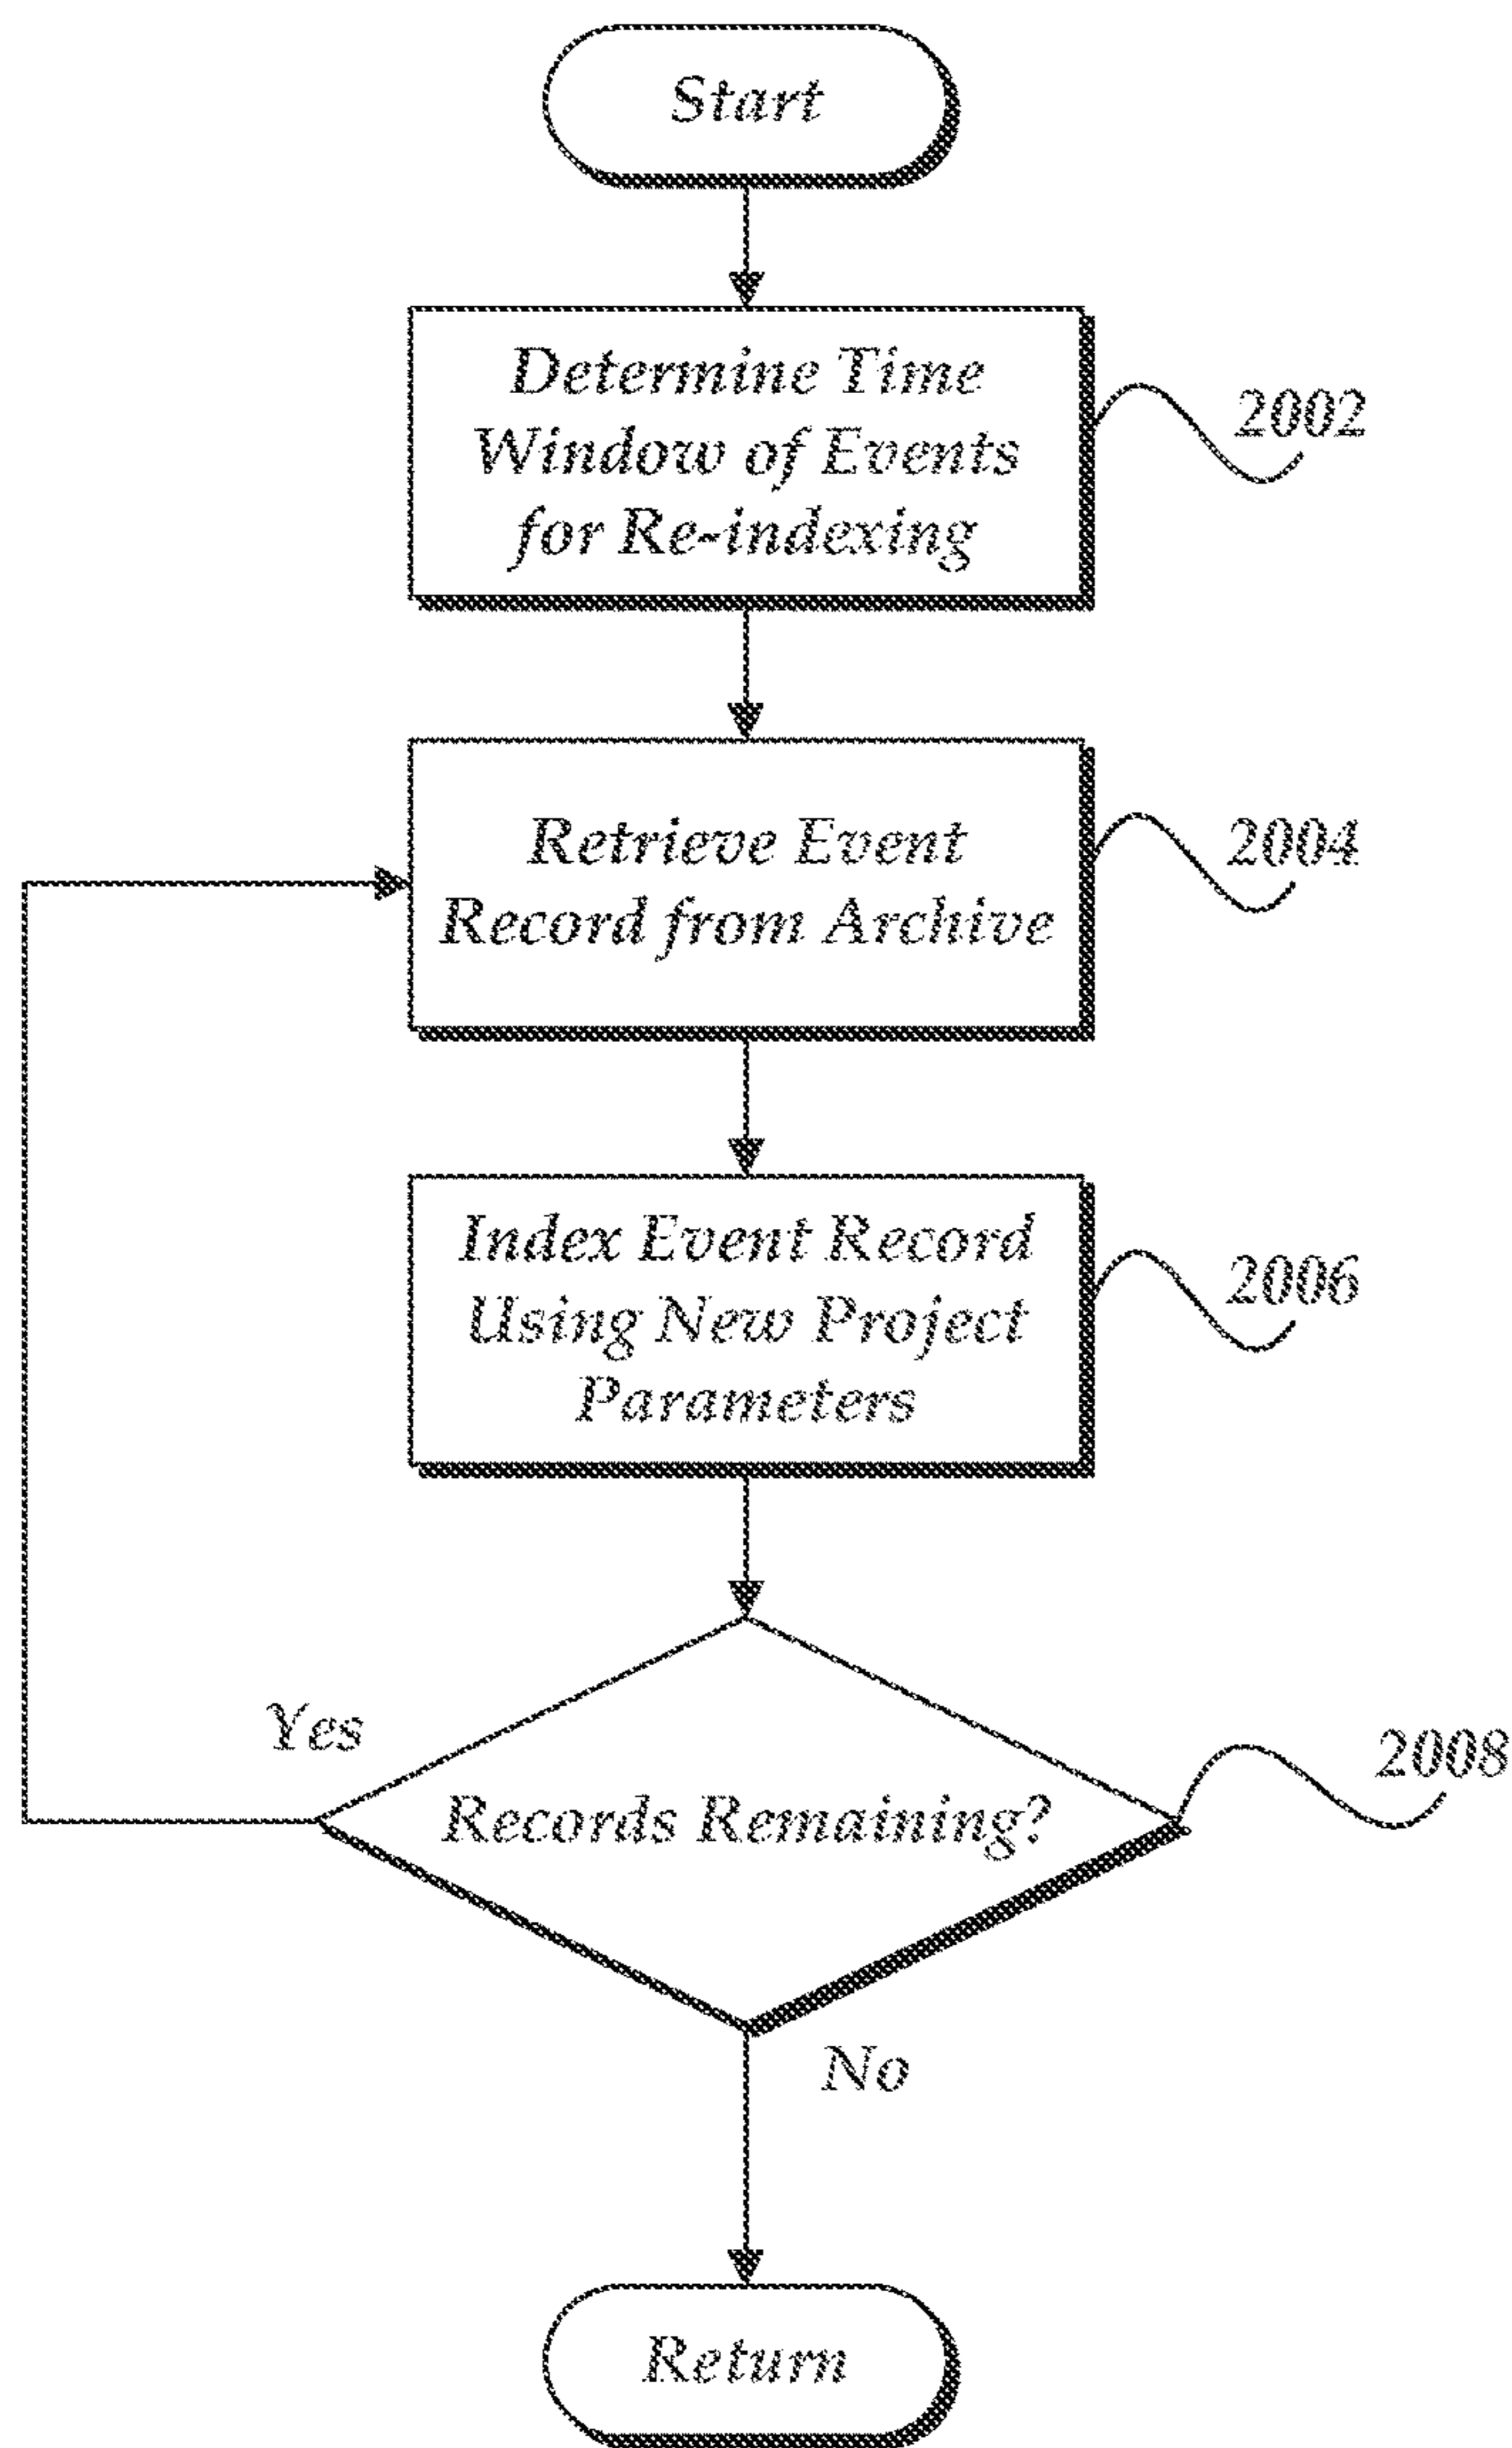 Start
Determine Time
Window of Events
for Re-indexing
2002
Retrieve Event
Record from Archive
2004
Index Event Record
Using New Project
Parameters
2006
Yes
Records Remaining?
2008
No
Return